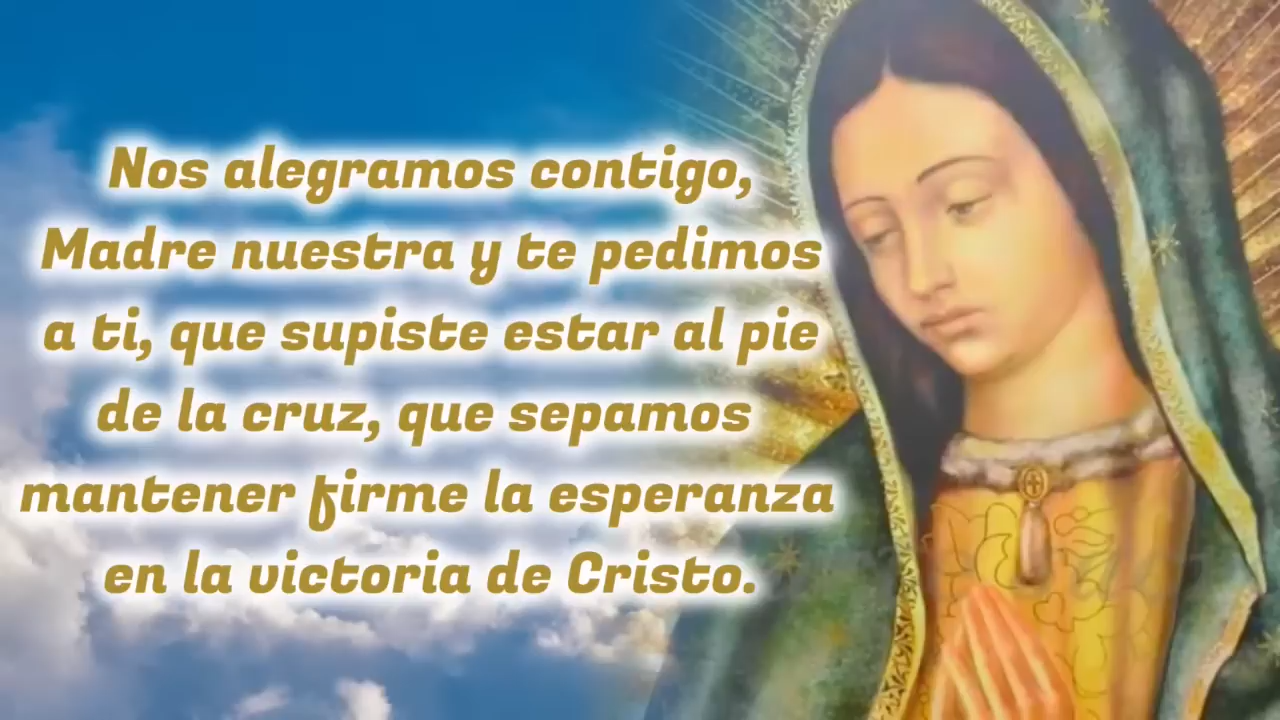 Nos alegramos contigo,
Madre nuestra y te pedimos
a ti, que supiste estar al pie
de la cruz, que sepamos
mantener firme la esperanza
en la victoria de Cristo.